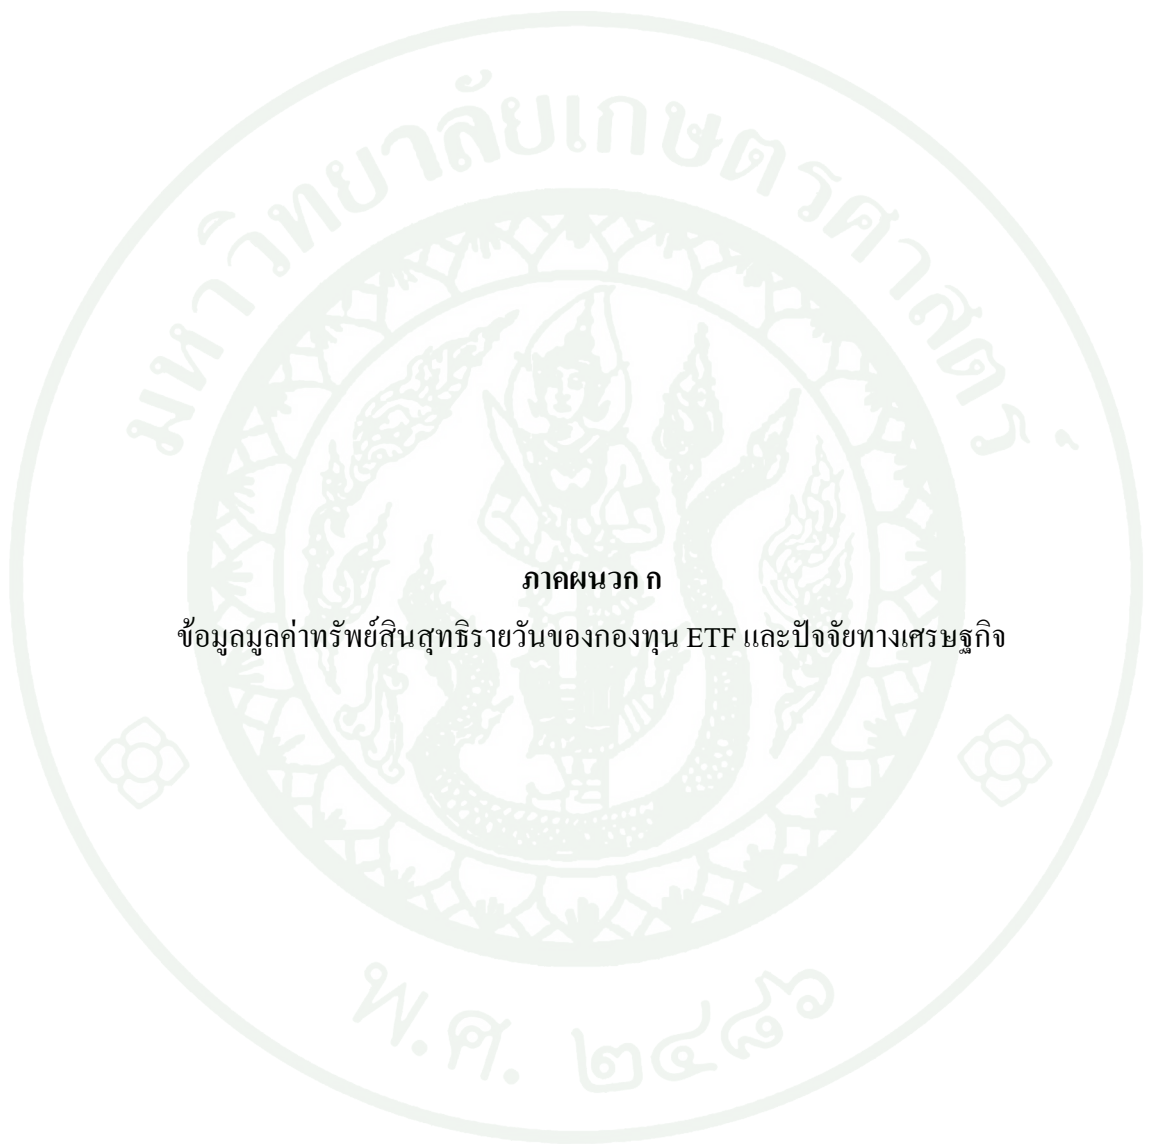 มหาวิทยาลัยเกษตรศาสตร์
ภาคผนวก ก
ข้อมูลมูลค่าทรัพย์สินสุทธิรายวันของกองทุน ETF และปัจจัยทางเศรษฐกิจ
พ.ศ. ๒๔๘๖